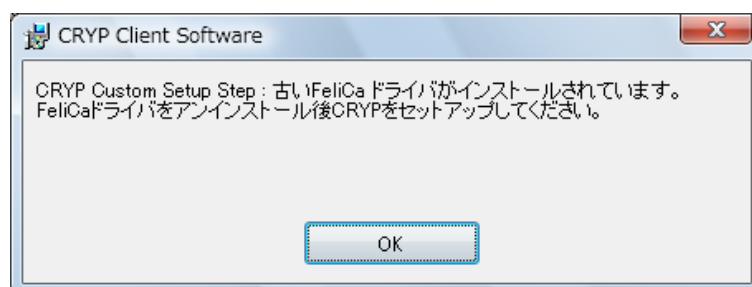 CRYP Client Software
CRYP Custom Setup Step : 古いFeliCa ドライバがインストールされています。
FeliCaドライバをアンインストール後CRYPをセットアップしてください。
OK